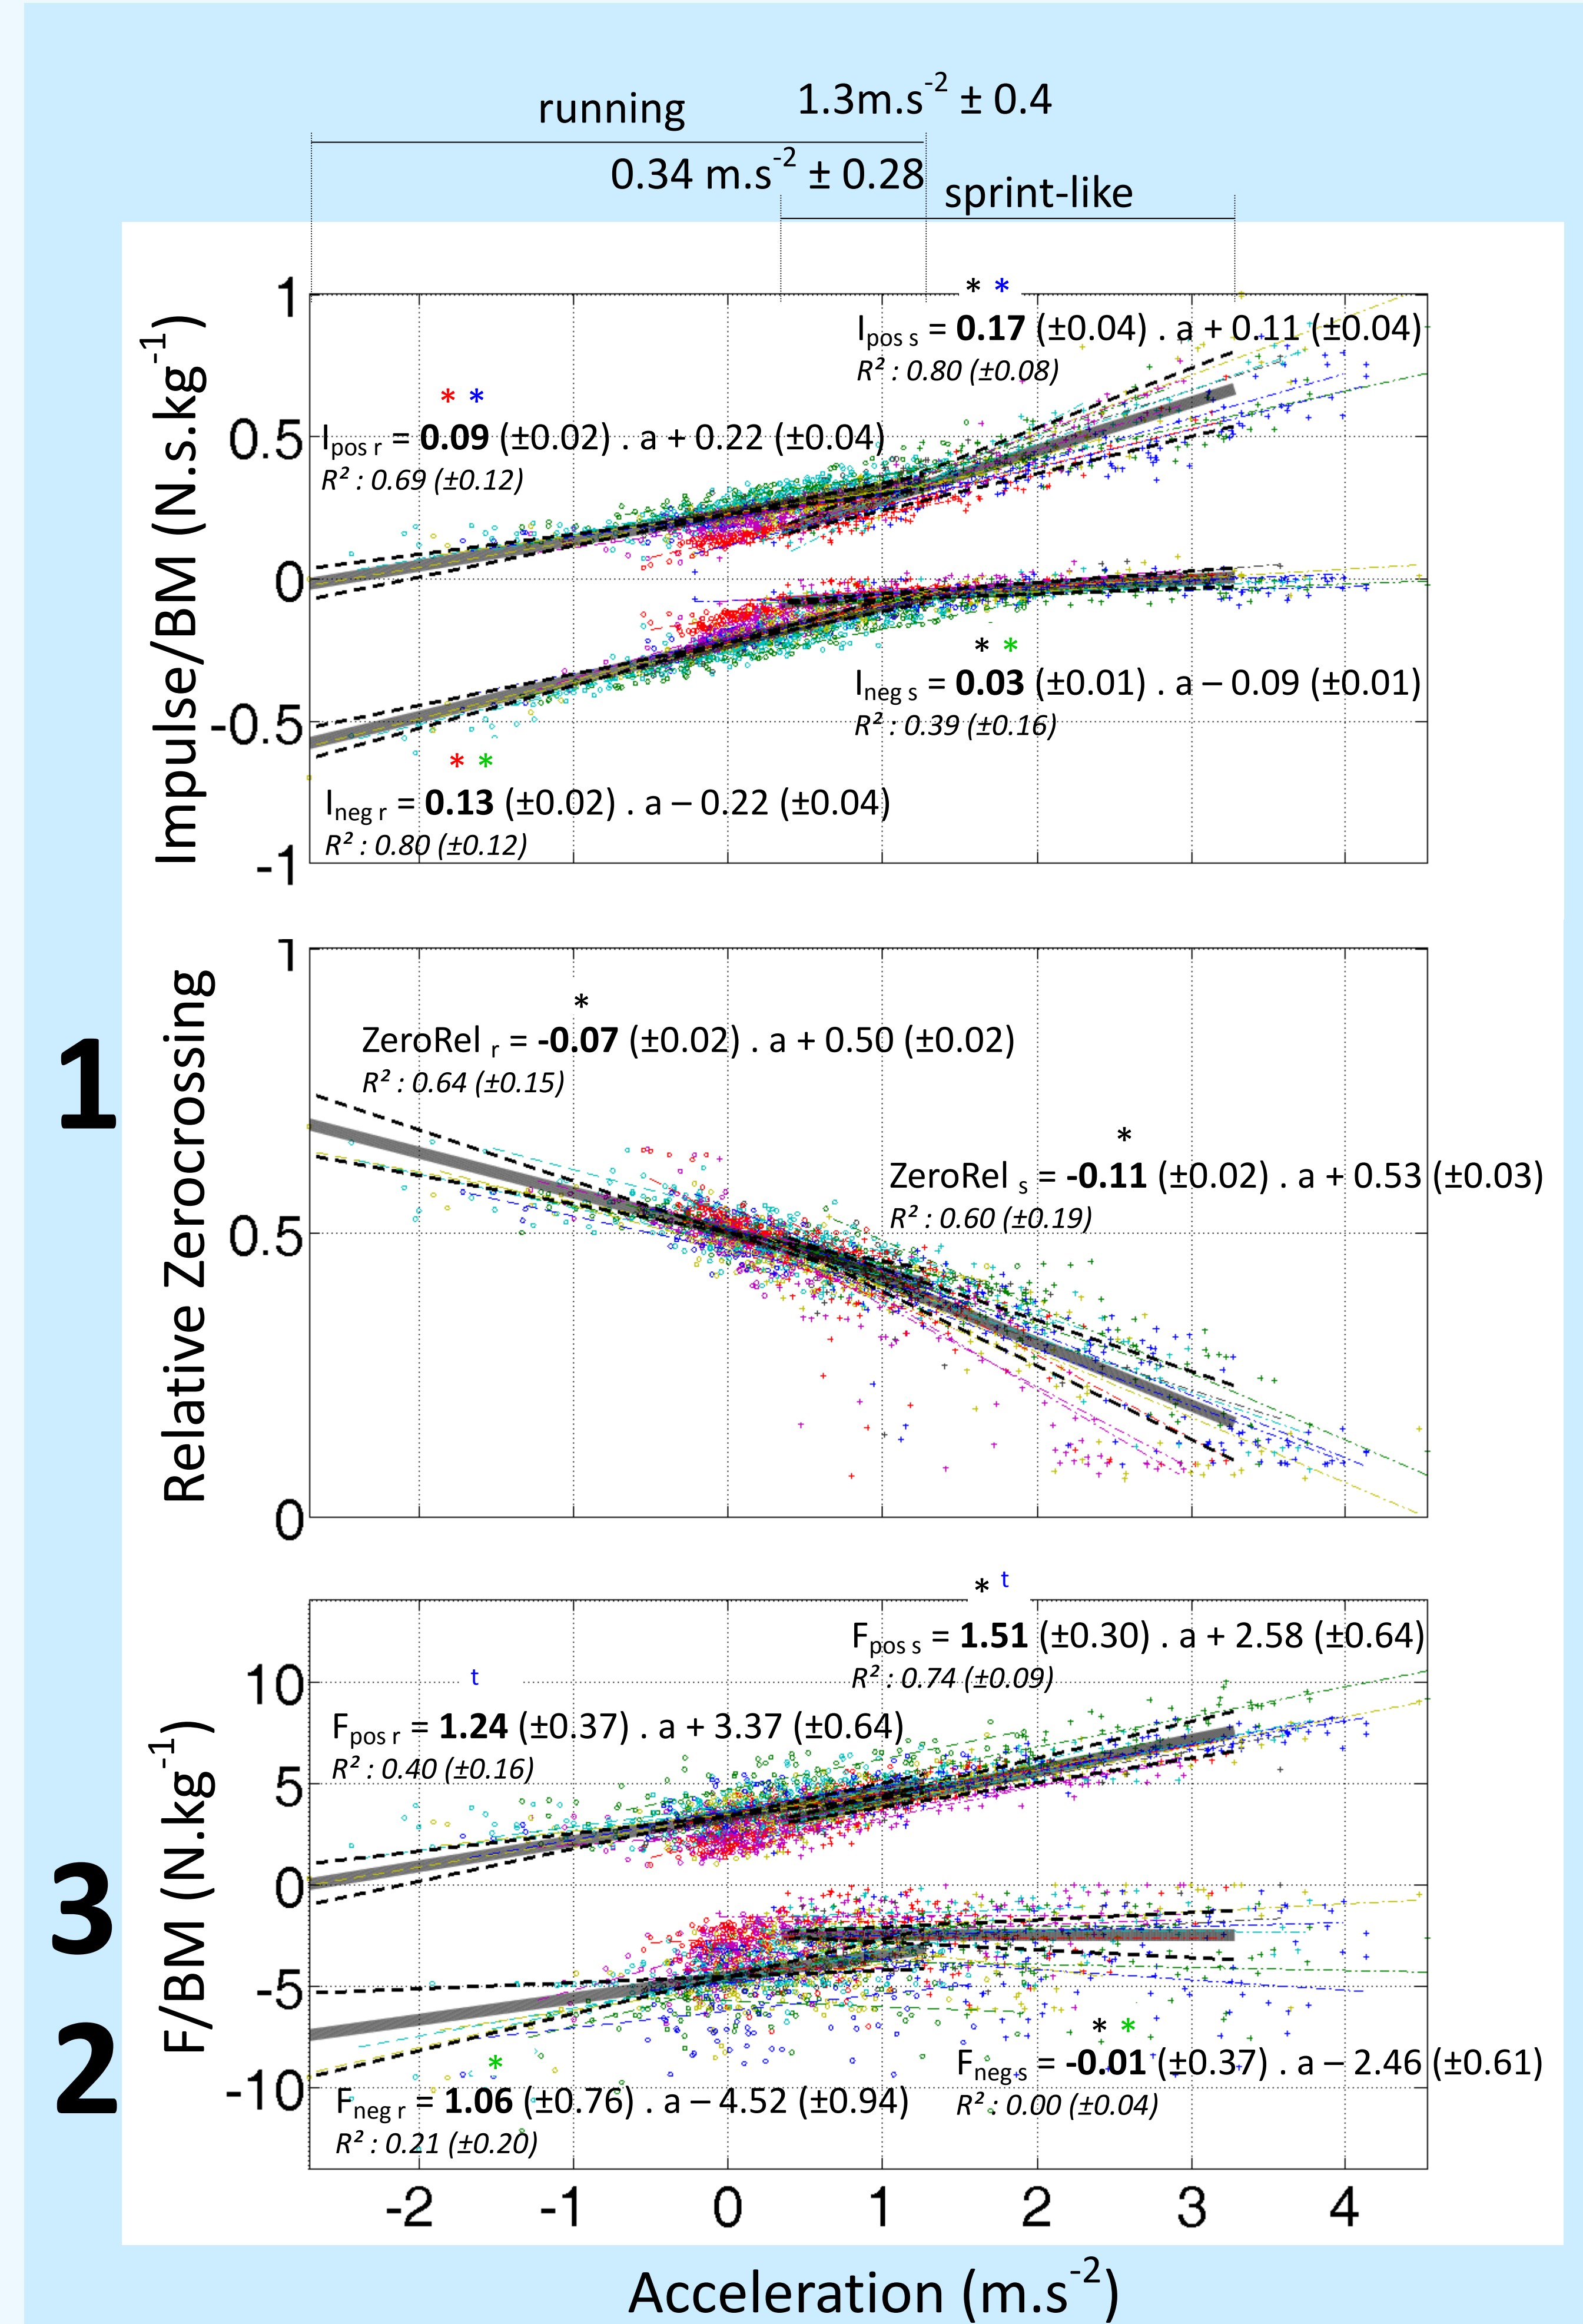 running
1.3m.s-2 ± 0.4
0.34 m.s-2 ± 0.28
sprint-like
Impulse/BM (N.s.kg-1)
1
0.5
0
-0.5
-1
* *
Ipos s = 0.17 (±0.04) . a + 0.11 (±0.04)
R² : 0.80 (±0.08)
* *
Ipos r = 0.09 (±0.02) . a + 0.22 (±0.04)
R² : 0.69 (±0.12)
* *
Ineg s = 0.03 (±0.01) . a – 0.09 (±0.01)
R² : 0.39 (±0.16)
* *
Ineg r = 0.13 (±0.02) . a – 0.22 (±0.04)
R² : 0.80 (±0.12)
1
Relative Zerocrossing
1
0.5
0
*
ZeroRel r = -0.07 (±0.02) . a + 0.50 (±0.02)
R² : 0.64 (±0.15)
*
ZeroRel s = -0.11 (±0.02) . a + 0.53 (±0.03)
R² : 0.60 (±0.19)
3
2
F/BM (N.kg-1)
10
5
0
-5
-10
* t
Fpos s = 1.51 (±0.30) . a + 2.58 (±0.64)
R² : 0.74 (±0.09)
t
Fpos r = 1.24 (±0.37) . a + 3.37 (±0.64)
R² : 0.40 (±0.16)
* *
Fneg s = -0.01 (±0.37) . a – 2.46 (±0.61)
R² : 0.00 (±0.04)
*
Fneg r = 1.06 (±0.76) . a – 4.52 (±0.94)
R² : 0.21 (±0.20)
-2 -1 0 1 2 3 4
Acceleration (m.s-2)